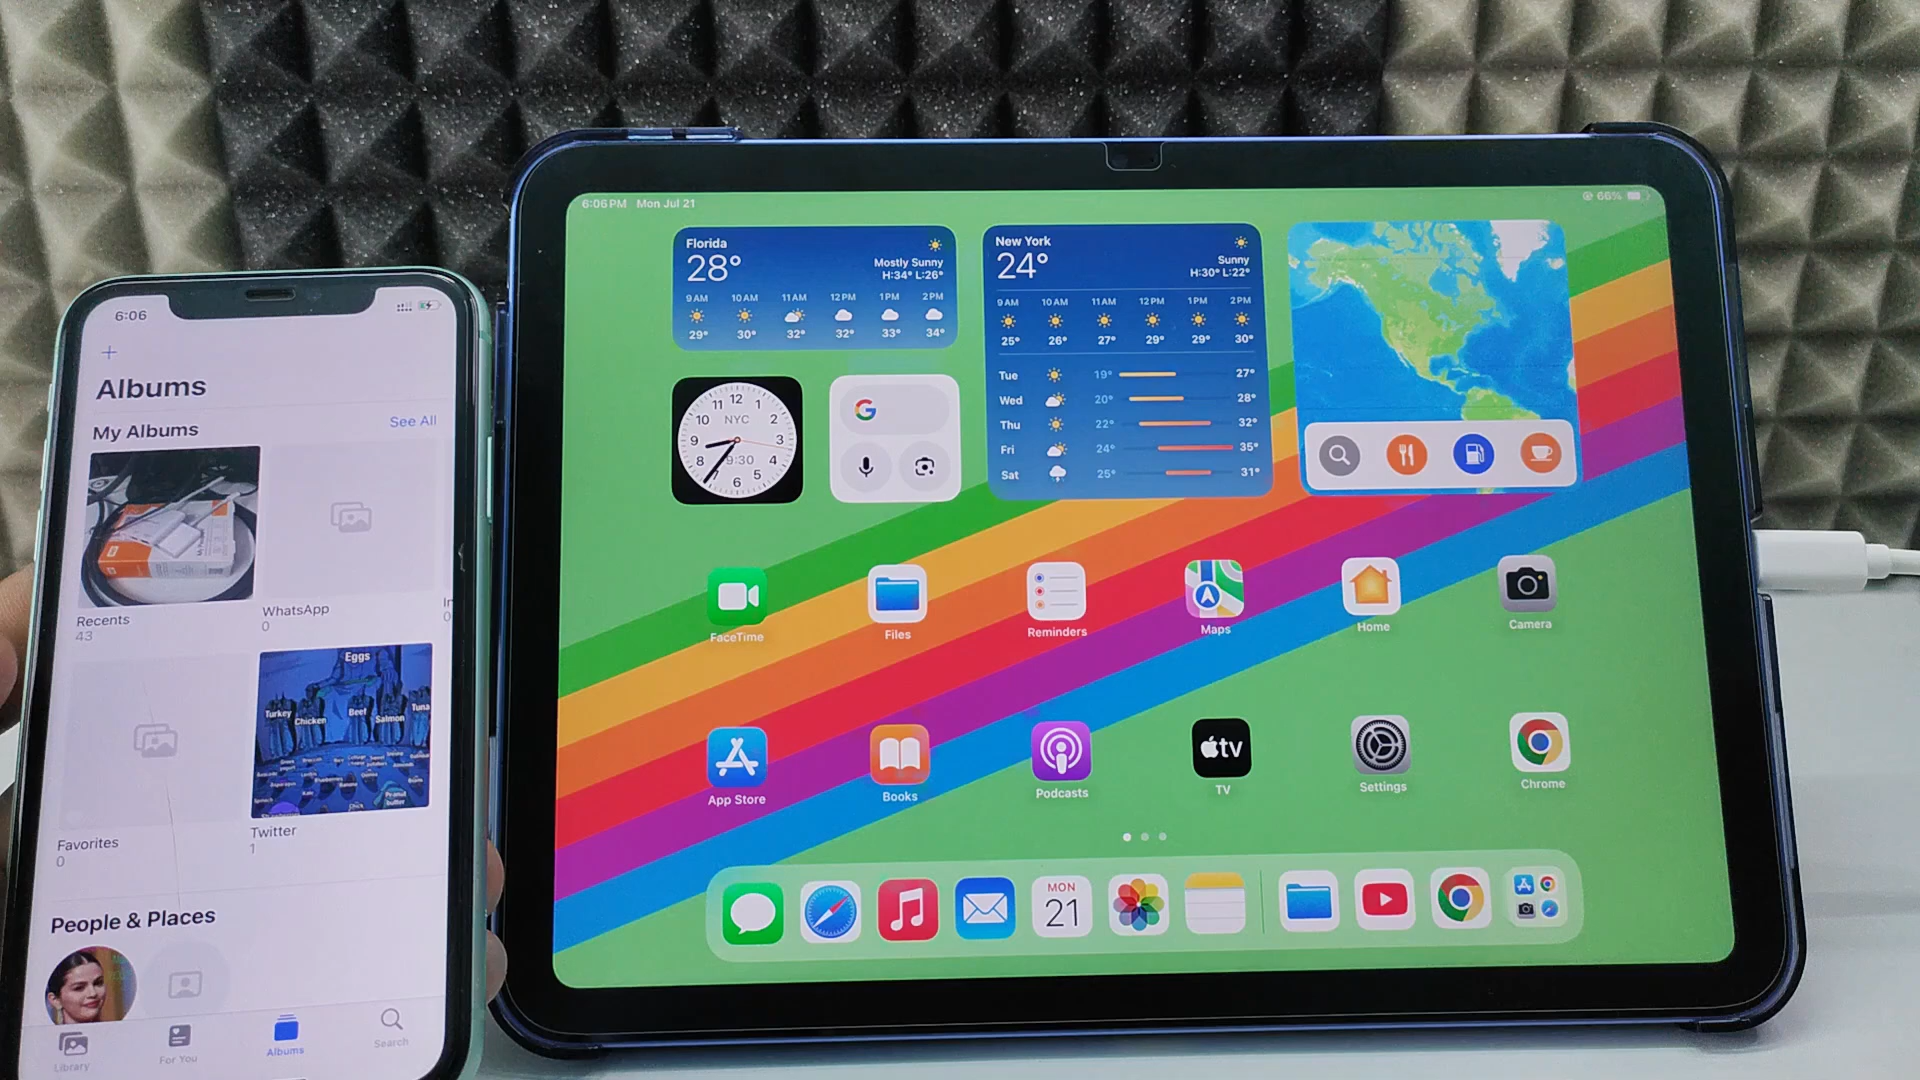 6:06
Albums
My Albums
See All
Recents
43
WhatsApp
0
In
0
Eggs
Turkey
Chicken
Beef
Salmon
Tuna
Peanut
butter
Favorites
0
Twitter
1
People & Places
Library
For You
Albums
Search
6:06 PM Mon Jul 21
66%
Florida
28°
Mostly Sunny
H:34° L:26°
9 AM 10 AM 11 AM 12 PM 1 PM 2 PM
29° 30° 32° 32° 33° 34°
New York
24°
Sunny
H:30° L:22°
9 AM 10 AM 11 AM 12 PM 1 PM 2 PM
25° 26° 27° 29° 29° 30°
Tue 19° 27°
Wed 20° 28°
Thu 22° 32°
Fri 24° 35°
Sat 25° 31°
12 1 2 3 4 5 6 8 9 10 11
NYC
9:30
G
FaceTime
Files
Reminders
Maps
Home
Camera
App Store
Books
Podcasts
tv
TV
Settings
Chrome
MON
21